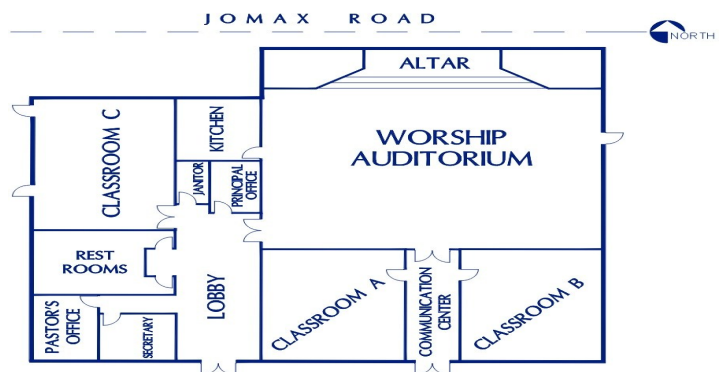 JOMAX ROAD
NORTH
ALTAR
WORSHIP
AUDITORIUM
CLASSROOM C
KITCHEN
JANITOR
PRINCIPAL
OFFICE
REST
ROOMS
LOBBY
PASTOR'S
OFFICE
SECRETARY
CLASSROOM A
COMMUNICATION
CENTER
CLASSROOM B